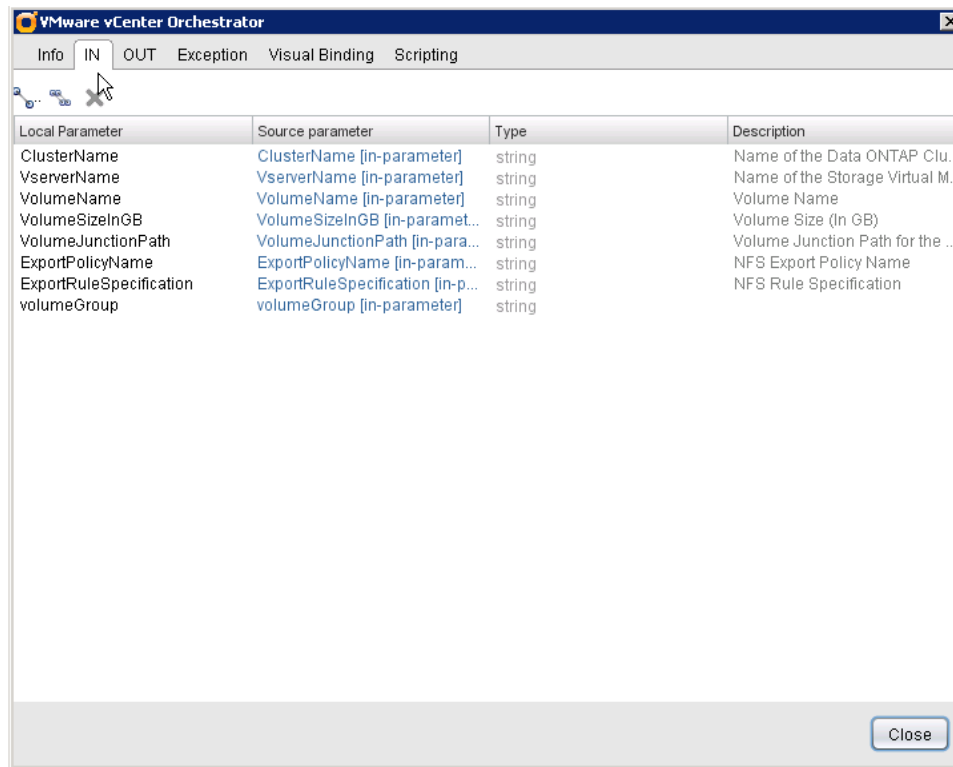 VMware vCenter Orchestrator
Info IN OUT Exception Visual Binding Scripting
Local Parameter Source parameter Type Description
ClusterName ClusterName [in-parameter] string Name of the Data ONTAP Clu..
VserverName VserverName [in-parameter] string Name of the Storage Virtual M..
VolumeName VolumeName [in-parameter] string Volume Name
VolumeSizeInGB VolumeSizeInGB [in-paramet... string Volume Size (In GB)
VolumeJunctionPath VolumeJunctionPath [in-para... string Volume Junction Path for the ..
ExportPolicyName ExportPolicyName [in-param... string NFS Export Policy Name
ExportRuleSpecification ExportRuleSpecification [in-p... string NFS Rule Specification
volumeGroup volumeGroup [in-parameter] string
Close